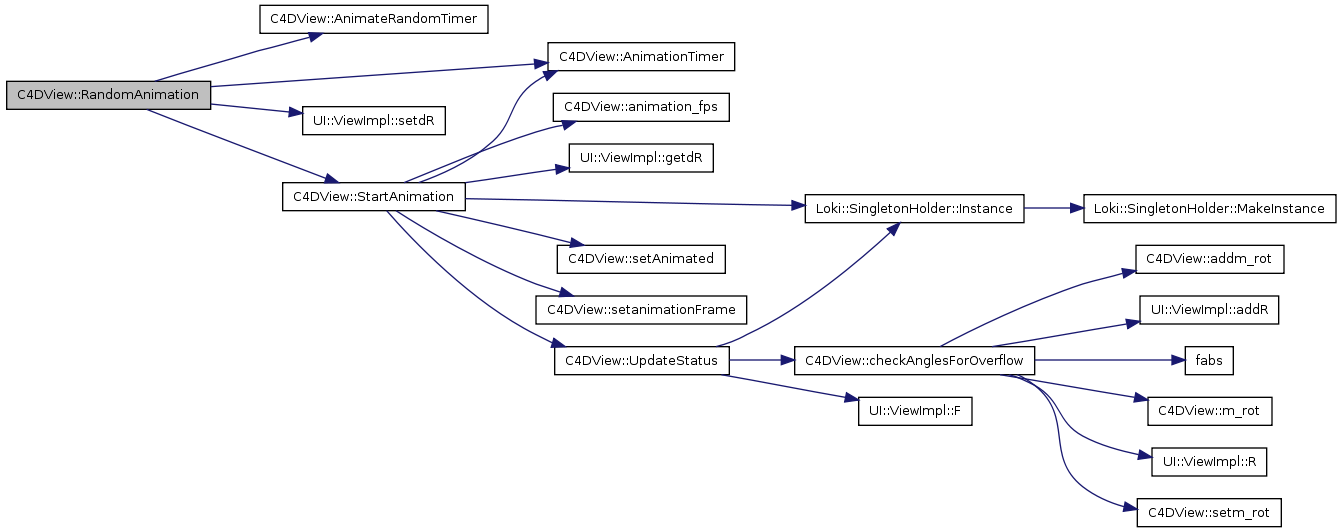 C4DView::AnimateRandomTimer
C4DView::AnimationTimer
C4DView::RandomAnimation
C4DView::animation_fps
UI::ViewImpl::setdR
UI::ViewImpl::getdR
C4DView::StartAnimation
Loki::SingletonHolder::Instance
Loki::SingletonHolder::MakeInstance
C4DView::setAnimated
C4DView::addm_rot
C4DView::setanimationFrame
UI::ViewImpl::addR
C4DView::UpdateStatus
C4DView::checkAnglesForOverflow
fabs
UI::ViewImpl::F
C4DView::m_rot
UI::ViewImpl::R
C4DView::setm_rot